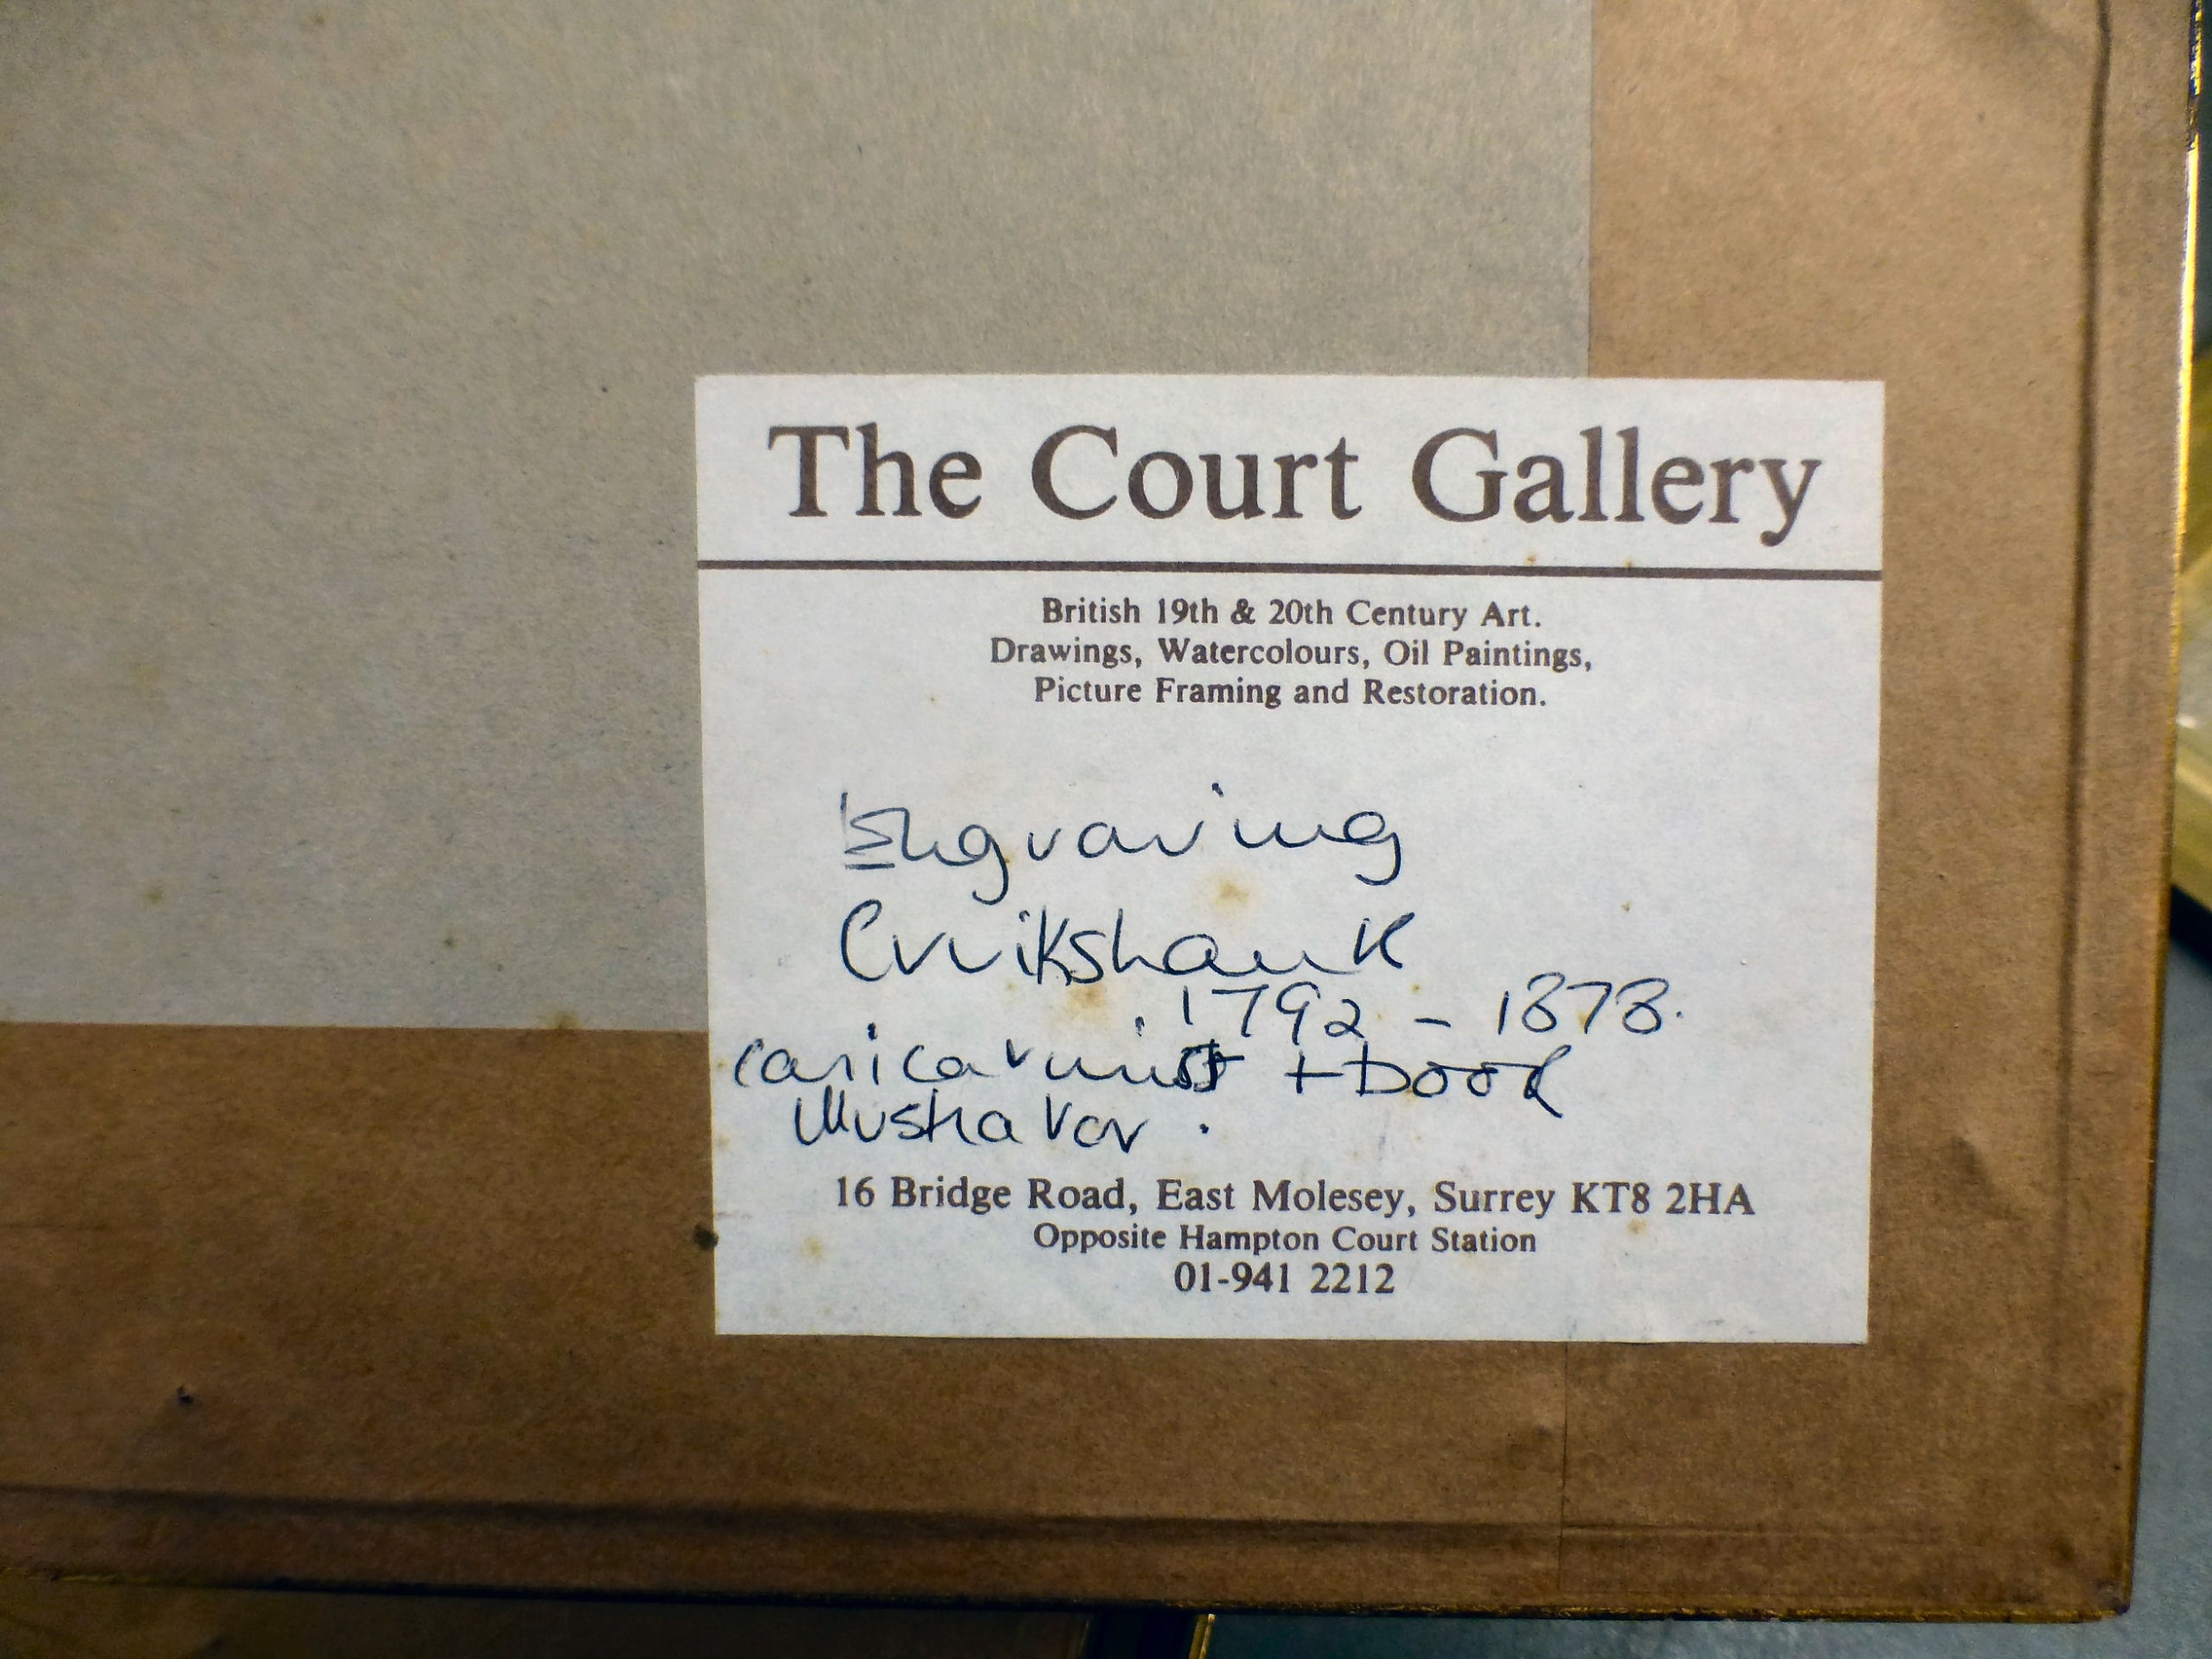 The Court Gallery
British 19th & 20th Century Art.
Drawings, Watercolours, Oil Paintings,
Picture Framing and Restoration.
Engraving
Cruikshank
1792 - 1878.
caricaturist + book
illustrator.
16 Bridge Road, East Molesey, Surrey KT8 2HA
Opposite Hampton Court Station
01-941 2212